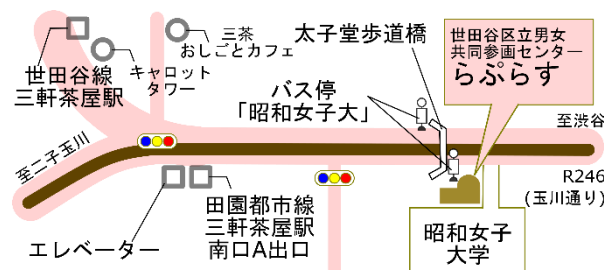 三茶
おしごとカフェ
太子堂歩道橋
世田谷区立男女
共同参画センター
らぷらす
世田谷線
三軒茶屋駅
キャロット
タワー
バス停
「昭和女子大」
至渋谷
至二子玉川
R246
(玉川通り)
田園都市線
三軒茶屋駅
南口A出口
エレベーター
昭和女子
大学